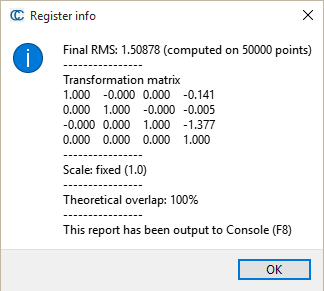 Register info
Final RMS: 1.50878 (computed on 50000 points)
----------------
Transformation matrix
1.000 -0.000 0.000 -0.141
0.000 1.000 -0.000 -0.005
-0.000 0.000 1.000 -1.377
0.000 0.000 0.000 1.000
----------------
Scale: fixed (1.0)
----------------
Theoretical overlap: 100%
----------------
This report has been output to Console (F8)
OK